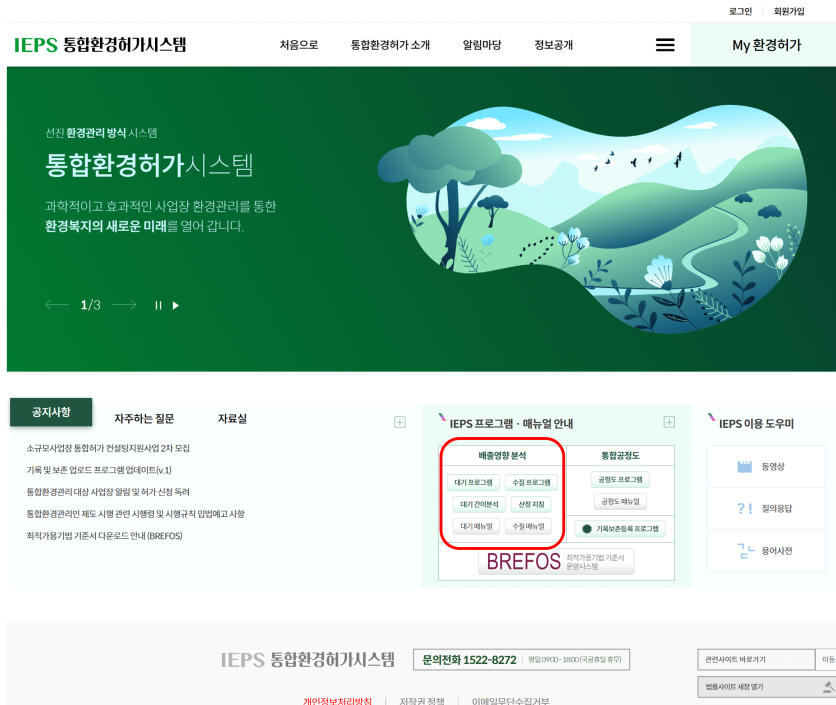 로그인 회원가입
IEPS 통합환경허가시스템 처음으로 통합환경허가 소개 알림마당 정보공개 My 환경허가
선진 환경관리 방식 시스템
통합환경허가시스템
과학적이고 효과적인 사업장 환경관리를 통한
환경복지의 새로운 미래를 열어 갑니다.
1/3
공지사항 자주하는 질문 자료실
소규모사업장 통합허가 컨설팅지원사업 2차 모집
기록 및 보존 업로드 프로그램 업데이트(v.1)
통합환경관리 대상 사업장 알림 및 허가 신청 독려
통합환경관리인 제도 시행 관련 시행령 및 시행규칙 입법예고 사항
최적가용기법 기준서 다운로드 안내 (BREFOS)
IEPS 프로그램 · 매뉴얼 안내
배출영향 분석 통합공정도
대기 프로그램 수질 프로그램 공정도 프로그램
대기 간이분석 산정 지침 공정도 매뉴얼
대기 매뉴얼 수질 매뉴얼 기록보존등록 프로그램
BREFOS 최적가용기법 기준서
운영시스템
IEPS 이용 도우미
동영상
?! 질의응답
용어사전
IEPS 통합환경허가시스템 문의전화 1522-8272 평일 09:00 - 18:00 (국공휴일 휴무)
관련사이트 바로가기 이동
법률사이트 새창 열기
개인정보처리방침 저작권 정책 이메일무단수집거부